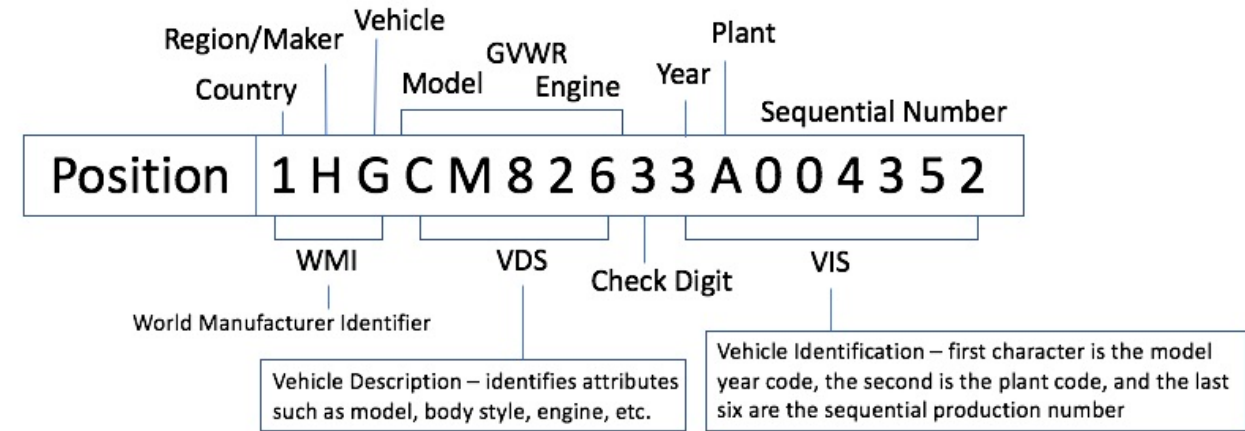 Vehicle
Region/Maker
Plant
GVWR
Country
Model
Engine
Year
Sequential Number
Position
1 H G C M 8 2 6 3 3 A 0 0 4 3 5 2
WMI
VDS
Check Digit
VIS
World Manufacturer Identifier
Vehicle Description – identifies attributes
such as model, body style, engine, etc.
Vehicle Identification – first character is the model
year code, the second is the plant code, and the last
six are the sequential production number